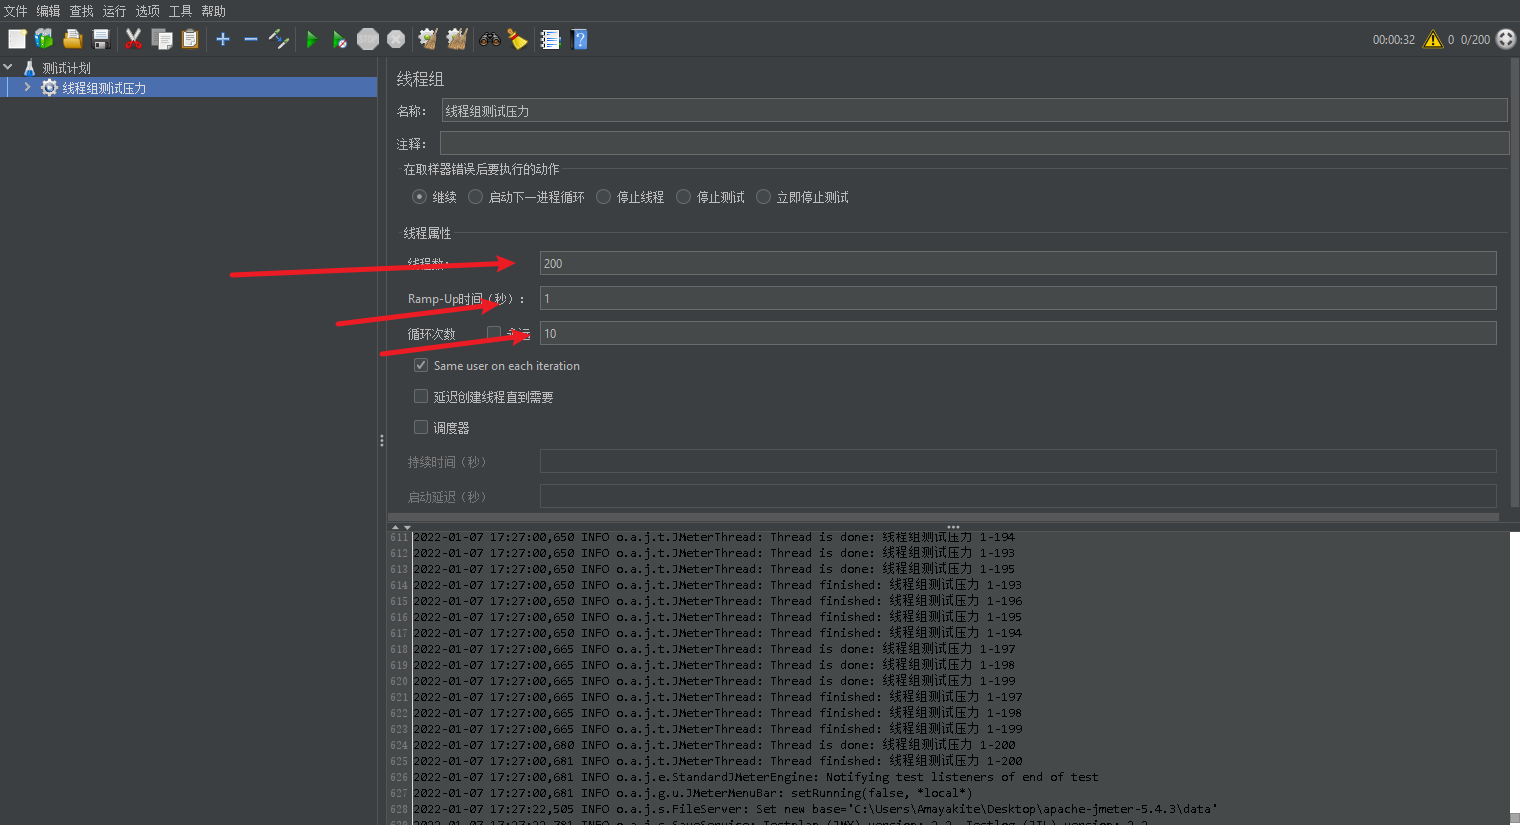 文件 编辑 查找 运行 选项 工具 帮助
00:00:32 0 0/200
测试计划
线程组测试压力
线程组
名称： 线程组测试压力
注释：
在取样器错误后要执行的动作
继续 启动下一进程循环 停止线程 停止测试 立即停止测试
线程属性
线程数： 200
Ramp-Up时间（秒）： 1
循环次数 永远 10
Same user on each iteration
延迟创建线程直到需要
调度器
持续时间（秒）
启动延迟（秒）
611 2022-01-07 17:27:00,650 INFO o.a.j.t.JMeterThread: Thread is done: 线程组测试压力 1-194
612 2022-01-07 17:27:00,650 INFO o.a.j.t.JMeterThread: Thread is done: 线程组测试压力 1-193
613 2022-01-07 17:27:00,650 INFO o.a.j.t.JMeterThread: Thread is done: 线程组测试压力 1-195
614 2022-01-07 17:27:00,650 INFO o.a.j.t.JMeterThread: Thread finished: 线程组测试压力 1-193
615 2022-01-07 17:27:00,650 INFO o.a.j.t.JMeterThread: Thread finished: 线程组测试压力 1-196
616 2022-01-07 17:27:00,650 INFO o.a.j.t.JMeterThread: Thread finished: 线程组测试压力 1-195
617 2022-01-07 17:27:00,650 INFO o.a.j.t.JMeterThread: Thread finished: 线程组测试压力 1-194
618 2022-01-07 17:27:00,665 INFO o.a.j.t.JMeterThread: Thread is done: 线程组测试压力 1-197
619 2022-01-07 17:27:00,665 INFO o.a.j.t.JMeterThread: Thread is done: 线程组测试压力 1-198
620 2022-01-07 17:27:00,665 INFO o.a.j.t.JMeterThread: Thread is done: 线程组测试压力 1-199
621 2022-01-07 17:27:00,665 INFO o.a.j.t.JMeterThread: Thread finished: 线程组测试压力 1-197
622 2022-01-07 17:27:00,665 INFO o.a.j.t.JMeterThread: Thread finished: 线程组测试压力 1-198
623 2022-01-07 17:27:00,665 INFO o.a.j.t.JMeterThread: Thread finished: 线程组测试压力 1-199
624 2022-01-07 17:27:00,680 INFO o.a.j.t.JMeterThread: Thread is done: 线程组测试压力 1-200
625 2022-01-07 17:27:00,681 INFO o.a.j.t.JMeterThread: Thread finished: 线程组测试压力 1-200
626 2022-01-07 17:27:00,681 INFO o.a.j.e.StandardJMeterEngine: Notifying test listeners of end of test
627 2022-01-07 17:27:00,681 INFO o.a.j.g.u.JMeterMenuBar: setRunning(false, *local*)
628 2022-01-07 17:27:22,505 INFO o.a.j.s.FileServer: Set new base='C:\Users\Amayakite\Desktop\apache-jmeter-5.4.3\data'
629 2022-01-07 17:27:22,781 INFO o.a.j.s.SaveService: Testplan (JMX) version: 2.2. Testlog (JTL) version: 2.2